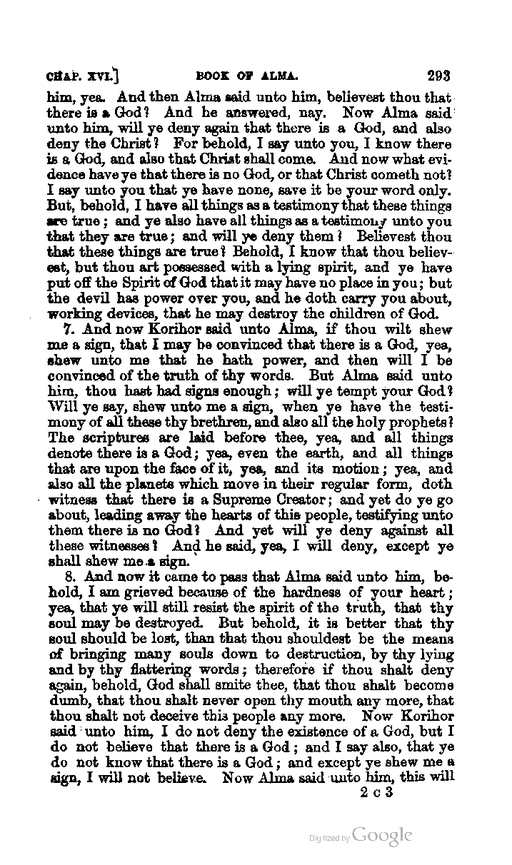 CHAP. XVI.] BOOK OF ALMA. 293
him, yea. And then Alma said unto him, believest thou that
there is a God? And he answered, nay. Now Alma said
unto him, will ye deny again that there is a God, and also
deny the Christ? For behold, I say unto you, I know there
is a God, and also that Christ shall come. And now what evi-
dence have ye that there is no God, or that Christ cometh not?
I say unto you that ye have none, save it be your word only.
But, behold, I have all things as a testimony that these things
are true; and ye also have all things as a testimony unto you
that they are true; and will ye deny them? Believest thou
that these things are true? Behold, I know that thou believ-
est, but thou art possessed with a lying spirit, and ye have
put off the Spirit of God that it may have no place in you; but
the devil has power over you, and he doth carry you about,
working devices, that he may destroy the children of God.
7. And now Korihor said unto Alma, if thou wilt shew
me a sign, that I may be convinced that there is a God, yea,
shew unto me that he hath power, and then will I be
convinced of the truth of thy words. But Alma said unto
him, thou hast had signs enough; will ye tempt your God?
Will ye say, shew unto me a sign, when ye have the testi-
mony of all these thy brethren, and also all the holy prophets?
The scriptures are laid before thee, yea, and all things
denote there is a God; yea, even the earth, and all things
that are upon the face of it, yea, and its motion; yea, and
also all the planets which move in their regular form, doth
witness that there is a Supreme Creator; and yet do ye go
about, leading away the hearts of this people, testifying unto
them there is no God? And yet will ye deny against all
these witnesses? And he said, yea, I will deny, except ye
shall shew me a sign.
8. And now it came to pass that Alma said unto him, be-
hold, I am grieved because of the hardness of your heart;
yea, that ye will still resist the spirit of the truth, that thy
soul may be destroyed. But behold, it is better that thy
soul should be lost, than that thou shouldest be the means
of bringing many souls down to destruction, by thy lying
and by thy flattering words; therefore if thou shalt deny
again, behold, God shall smite thee, that thou shalt become
dumb, that thou shalt never open thy mouth any more, that
thou shalt not deceive this people any more. Now Korihor
said unto him, I do not deny the existence of a God, but I
do not believe that there is a God; and I say also, that ye
do not know that there is a God; and except ye shew me a
sign, I will not believe. Now Alma said unto him, this will
2 C 3
Digitized by Google